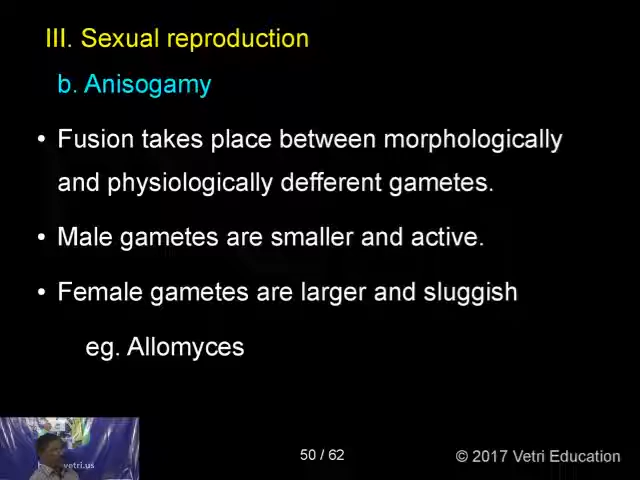 III. Sexual reproduction
b. Anisogamy
• Fusion takes place between morphologically
and physiologically defferent gametes.
• Male gametes are smaller and active.
• Female gametes are larger and sluggish
eg. Allomyces
50 / 62
© 2017 Vetri Education